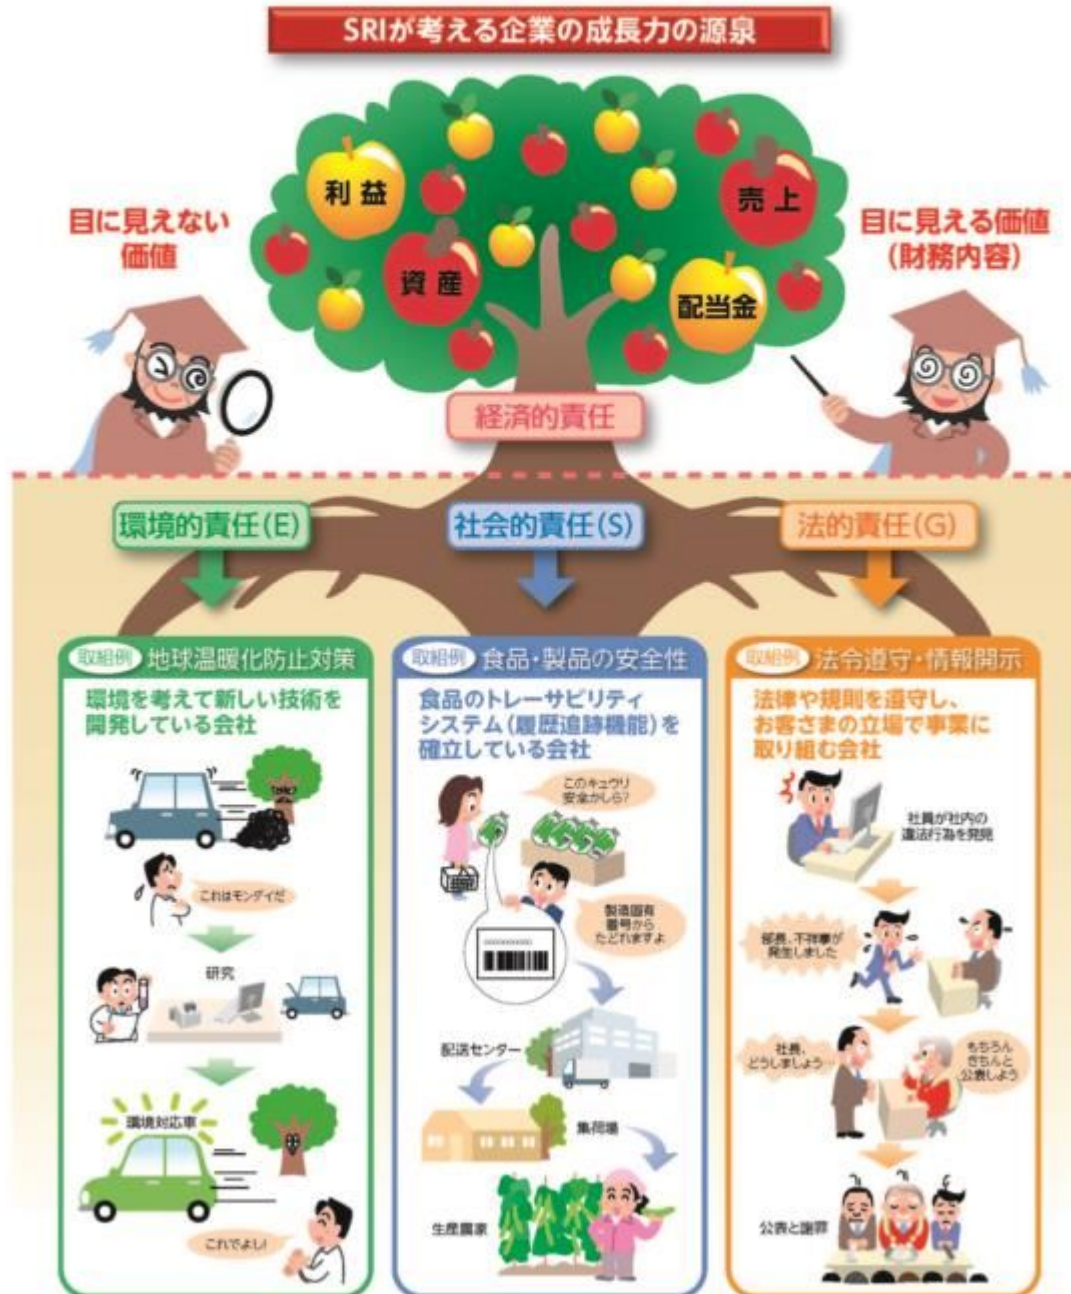 SRIが考える企業の成長力の源泉
目に見えない
価値
目に見える価値
(財務内容)
利益
売上
資産
配当金
経済的責任
環境的責任(E)
社会的責任(S)
法的責任(G)
取組例 地球温暖化防止対策
環境を考えて新しい技術を
開発している会社
これはモンダイだ
研究
環境対応車
これでよし!
取組例 食品・製品の安全性
食品のトレーサビリティ
システム(履歴追跡機能)を
確立している会社
このキュウリ
安全かしら?
製造固有
番号から
たどれますよ
配送センター
集荷場
生産農家
取組例 法令遵守・情報開示
法律や規則を遵守し、
お客さまの立場で事業に
取り組む会社
社員が社内の
違法行為を発見
部長、不祥事が
発生しました
社長、
どうしましょう…
もちろん
きちんと
公表しよう
公表と謝罪